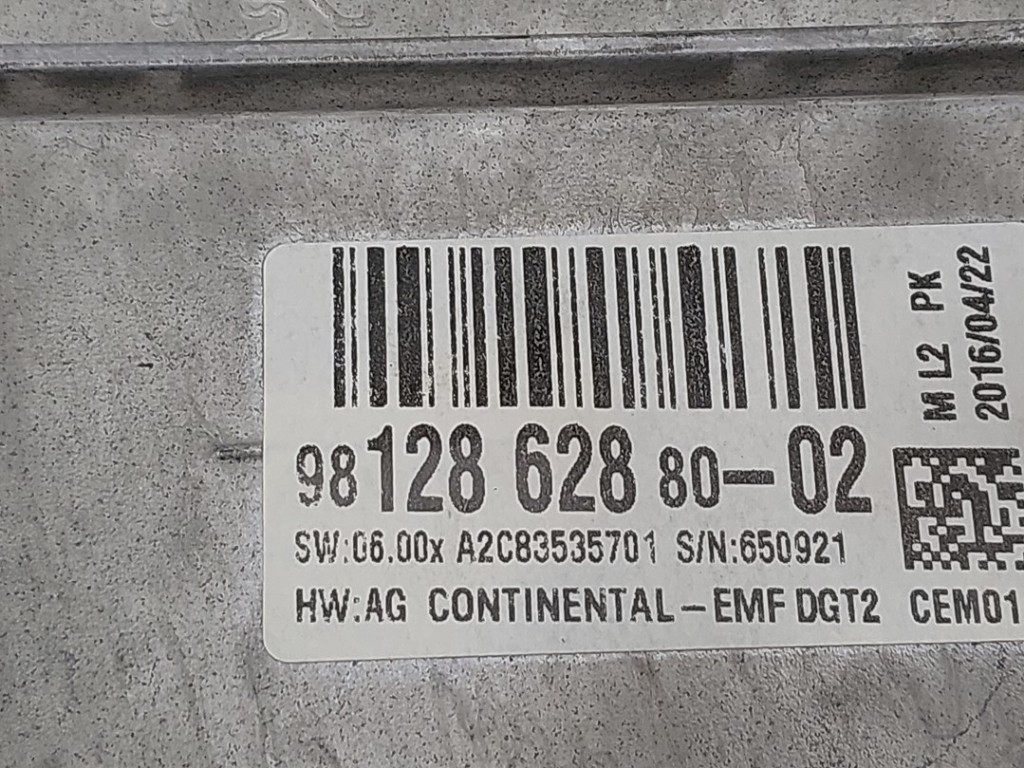 98 128 628 80-02
SW:06.00x A2C83535701 S/N:650921
HW:AG CONTINENTAL-EMF DGT2 CEM01
M L2 PK
2016/04/22